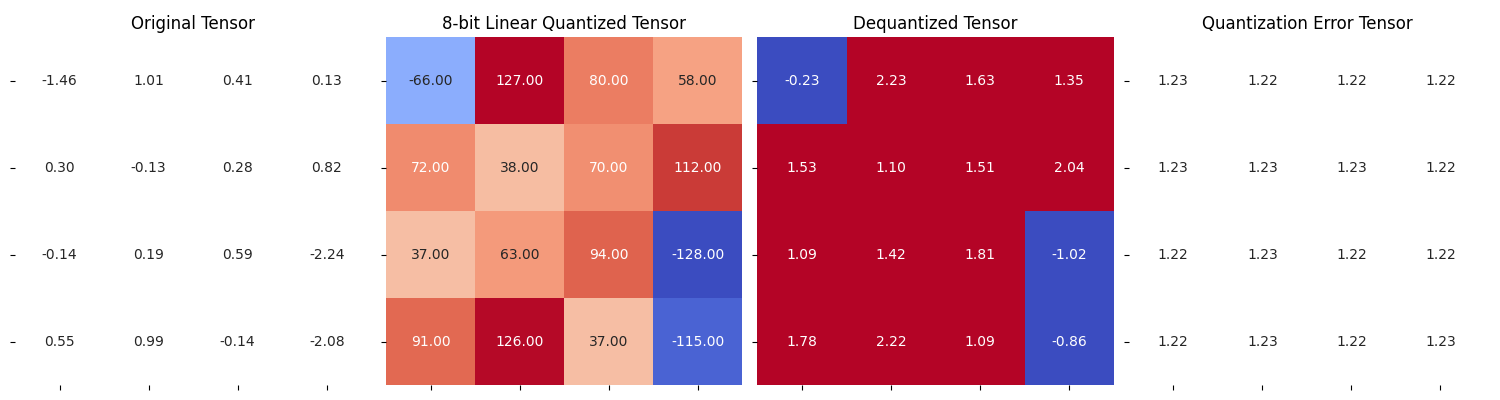 Original Tensor 8-bit Linear Quantized Tensor Dequantized Tensor Quantization Error Tensor
-1.46 1.01 0.41 0.13 -66.00 127.00 80.00 58.00 -0.23 2.23 1.63 1.35 1.23 1.22 1.22 1.22
0.30 -0.13 0.28 0.82 72.00 38.00 70.00 112.00 1.53 1.10 1.51 2.04 1.23 1.23 1.23 1.22
-0.14 0.19 0.59 -2.24 37.00 63.00 94.00 -128.00 1.09 1.42 1.81 -1.02 1.22 1.23 1.22 1.22
0.55 0.99 -0.14 -2.08 91.00 126.00 37.00 -115.00 1.78 2.22 1.09 -0.86 1.22 1.23 1.22 1.23